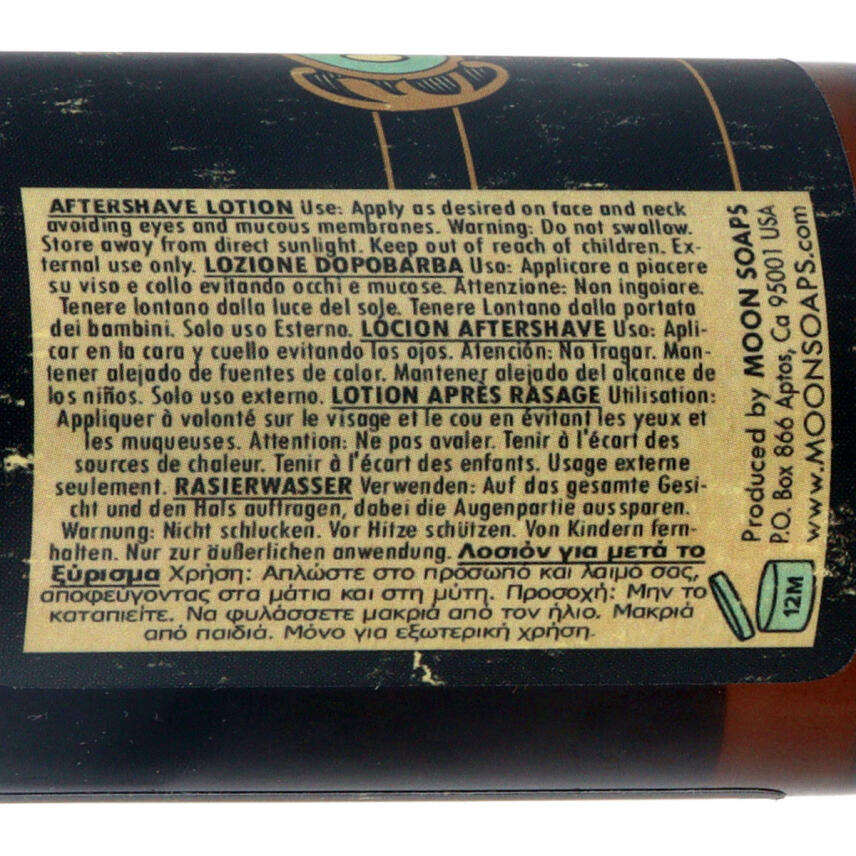 AFTERSHAVE LOTION Use: Apply as desired on face and neck
avoiding eyes and mucous membranes. Warning: Do not swallow.
Store away from direct sunlight. Keep out of reach of children. Ex-
ternal use only. LOZIONE DOPOBARBA Uso: Applicare a piacere
su viso e collo evitando occhi e mucose. Attenzione: Non ingoiare.
Tenere lontano dalla luce del sole. Tenere Lontano dalla portata
dei bambini. Solo uso Esterno. LOCION AFTERSHAVE Uso: Apli-
car en la cara y cuello evitando los ojos. Atención: No tragar. Man-
tener alejado de fuentes de calor. Mantener alejado del alcance de
los niños. Solo uso externo. LOTION APRÈS RASAGE Utilisation:
Appliquer à volonté sur le visage et le cou en évitant les yeux et
les muqueuses. Attention: Ne pas avaler. Tenir à l'écart des
sources de chaleur. Tenir à l'écart des enfants. Usage externe
seulement. RASIERWASSER Verwenden: Auf das gesamte Gesi-
cht und den Hals auftragen, dabei die Augenpartie aussparen.
Warnung: Nicht schlucken. Vor Hitze schützen. Von Kindern fern-
halten. Nur zur äußerlichen anwendung. Λοσιόν για μετά το
ξύρισμα Χρήση: Απλώστε στο πρόσωπό και λαιμό σας,
αποφεύγοντας στα μάτια και στη μύτη. Προσοχή: Μην το
καταπιείτε. Να φυλάσσετε μακριά από τον ήλιο. Μακριά
από παιδιά. Μόνο για εξωτερική χρήση.
Produced by MOON SOAPS
P.O. Box 866 Aptos, Ca 95001 USA
www.MOONSOAPS.com
12M